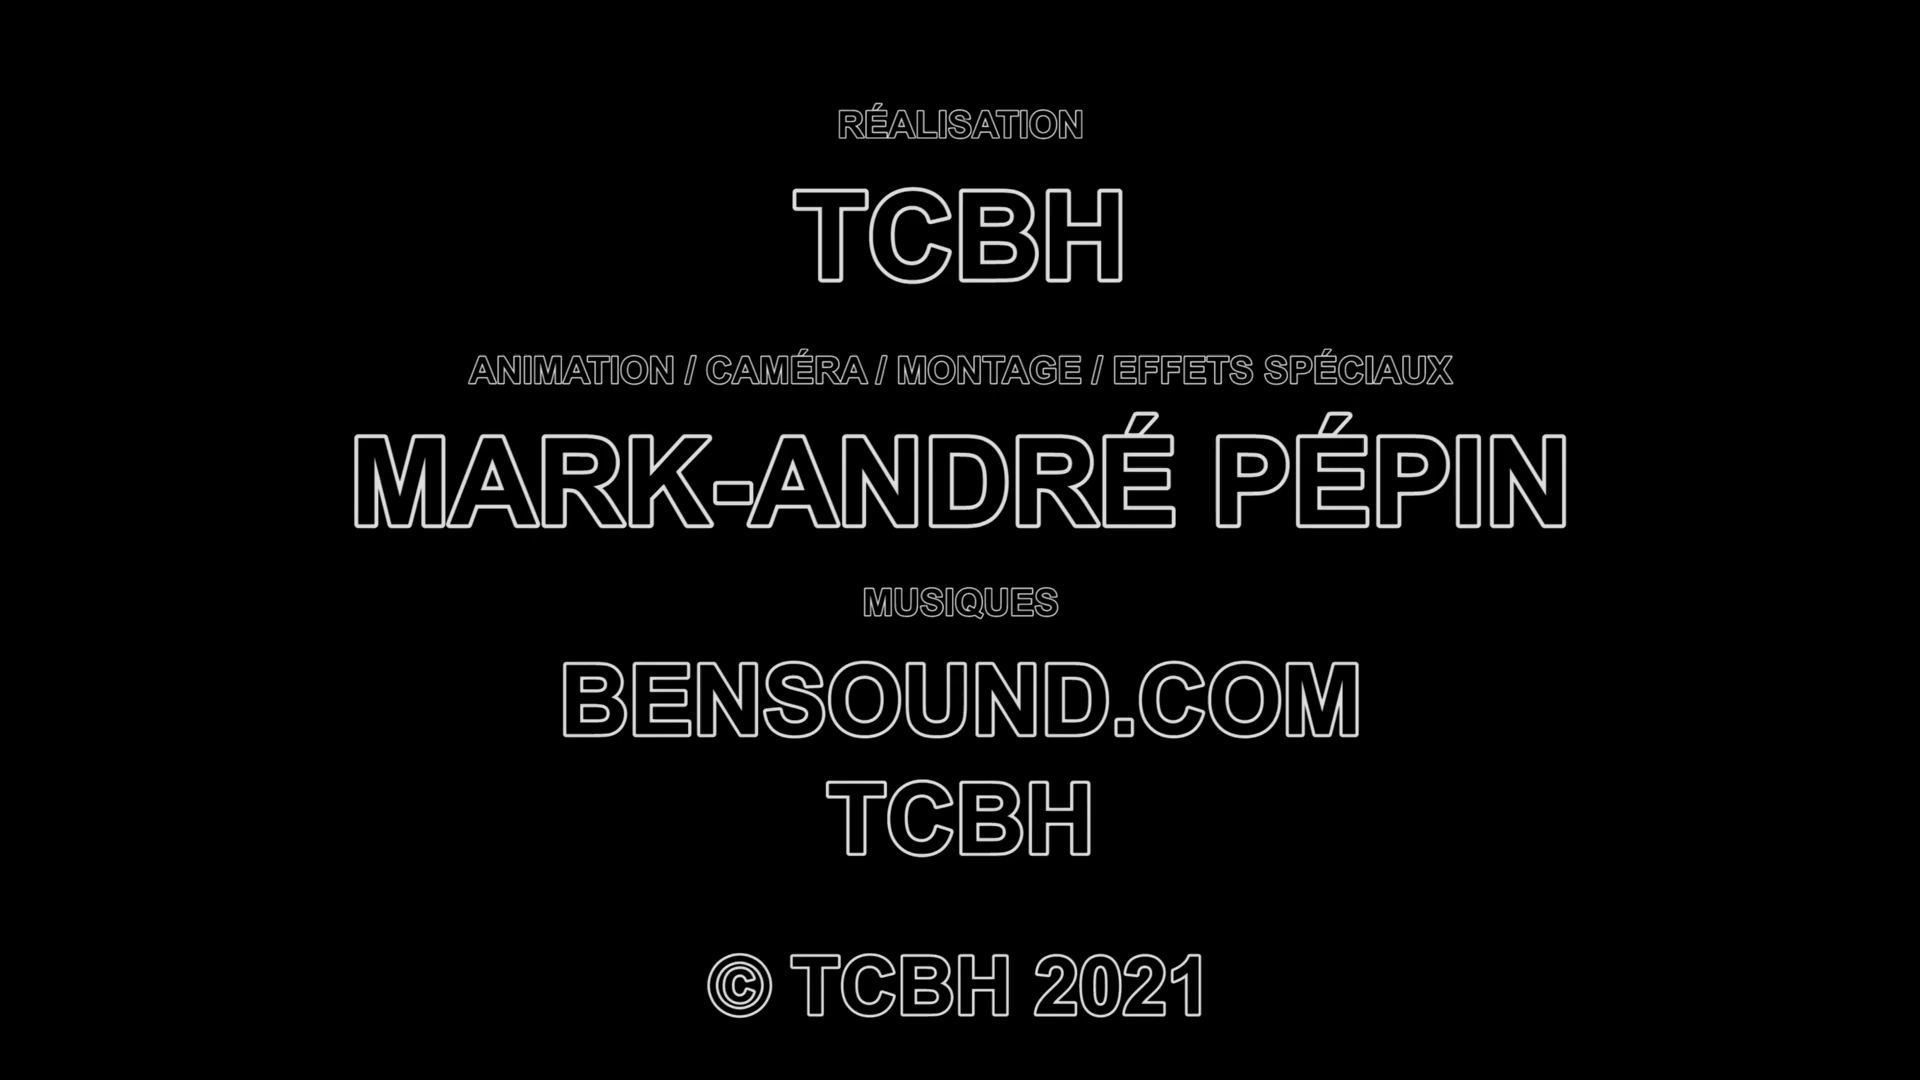 RÉALISATION
TCBH
ANIMATION / CAMÉRA / MONTAGE / EFFETS SPÉCIAUX
MARK-ANDRÉ PÉPIN
MUSIQUES
BENSOUND.COM
TCBH
© TCBH 2021